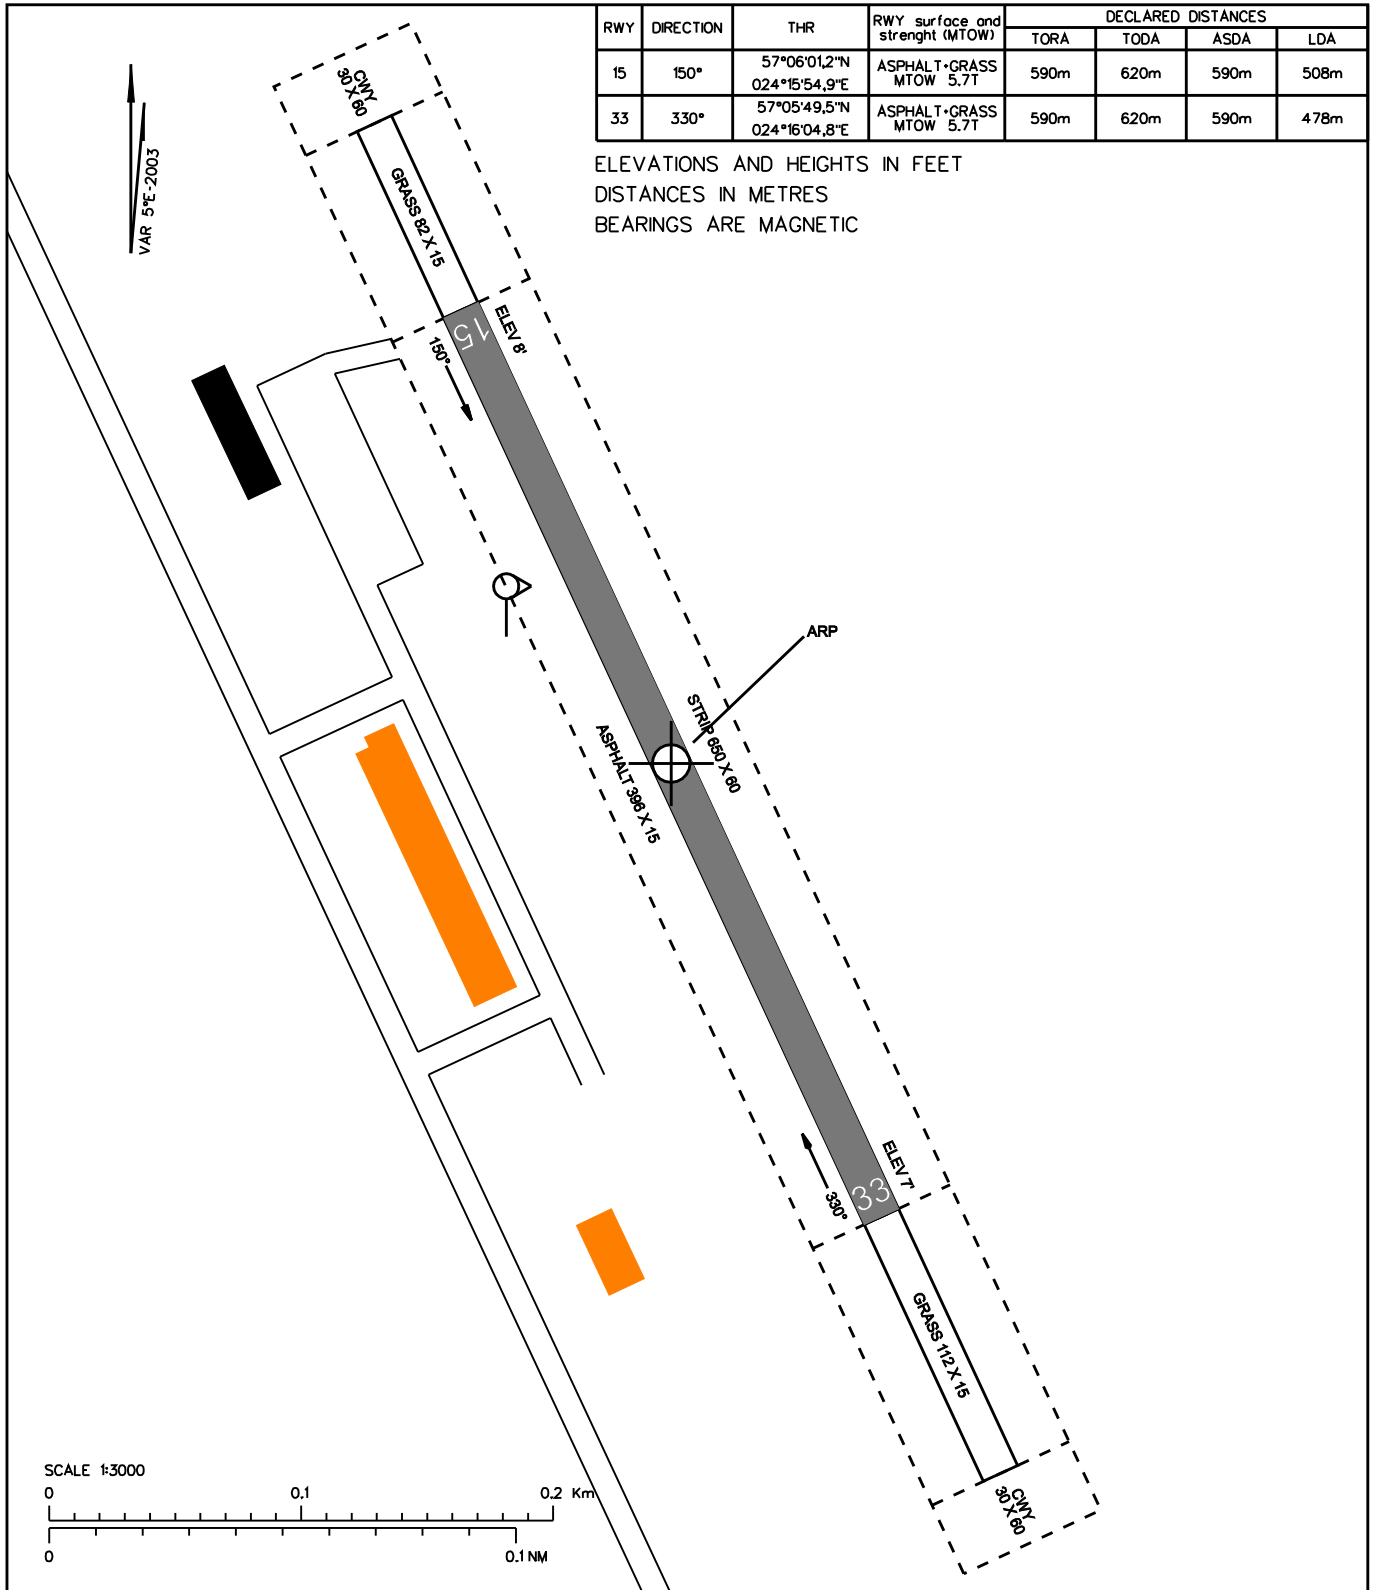 RWY DIRECTION THR RWY surface and strenght (MTOW) DECLARED DISTANCES
TORA TODA ASDA LDA
15 150° 57°06'01,2"N 024°15'54,9"E ASPHALT+GRASS MTOW 5.7T 590m 620m 590m 508m
33 330° 57°05'49,5"N 024°16'04,8"E ASPHALT+GRASS MTOW 5.7T 590m 620m 590m 478m
ELEVATIONS AND HEIGHTS IN FEET
DISTANCES IN METRES
BEARINGS ARE MAGNETIC
VAR 5°E-2003
CWY
30 X 60
GRASS 82 X 15
ELEV 8'
15
150°
ARP
STRIP 650 X 60
ASPHALT 396 X 15
ELEV 7'
33
330°
GRASS 112 X 15
CWY
30 X 60
SCALE 1:3000
0 0.1 0.2 Km
0 0.1 NM